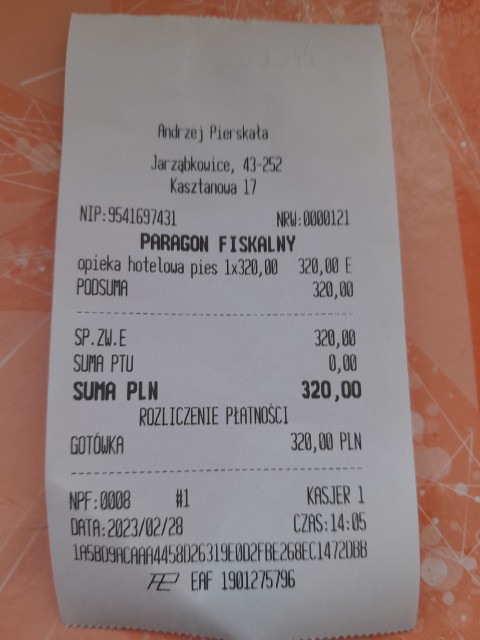 Andrzej Pierskała
Jarząbkowice, 43-252
Kasztanowa 17
NIP:9541697431 NRW:0000121
PARAGON FISKALNY
opieka hotelowa pies 1x320,00 320,00 E
PODSUMA 320,00
SP.ZW.E 320,00
SUMA PTU 0,00
SUMA PLN 320,00
ROZLICZENIE PŁATNOŚCI
GOTÓWKA 320,00 PLN
NPF:0008 #1 KASJER 1
DATA:2023/02/28 CZAS:14:05
1A5BD9ACAAA4458D26319E0D2FBE268EC1472DBB
EAF 1901275796